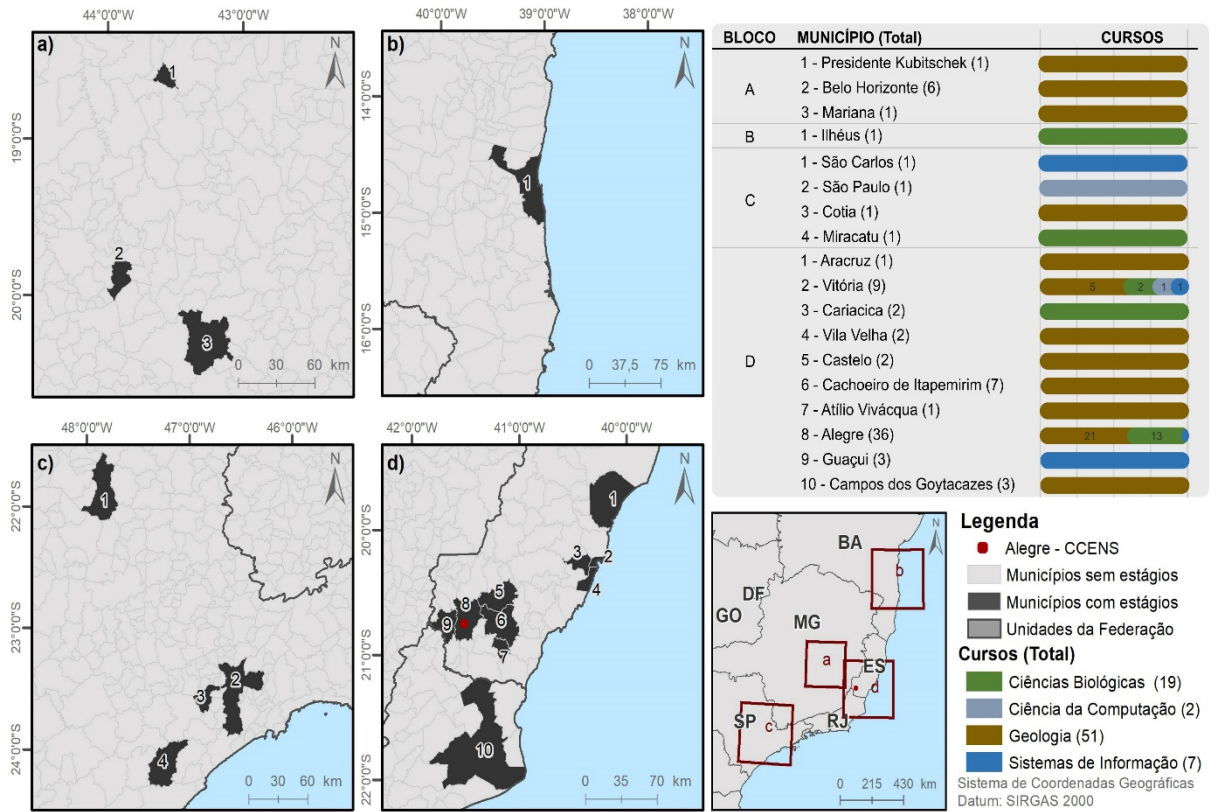 44°0'0"W 43°0'0"W
a)
N
19°0'0"S
20°0'0"S
1
2
3
0 30 60 km
40°0'0"W 39°0'0"W 38°0'0"W
b)
N
14°0'0"S
15°0'0"S
16°0'0"S
1
0 37,5 75 km
48°0'0"W 47°0'0"W 46°0'0"W
c)
N
22°0'0"S
23°0'0"S
24°0'0"S
1
2
3
4
0 30 60 km
42°0'0"W 41°0'0"W 40°0'0"W
d)
N
20°0'0"S
21°0'0"S
22°0'0"S
1
3 2
4
5
8
9 6
7
10
0 35 70 km
BLOCO MUNICÍPIO (Total) CURSOS
A
1 - Presidente Kubitschek (1)
2 - Belo Horizonte (6)
3 - Mariana (1)
B
1 - Ilhéus (1)
C
1 - São Carlos (1)
2 - São Paulo (1)
3 - Cotia (1)
4 - Miracatu (1)
D
1 - Aracruz (1)
2 - Vitória (9) 5 2 1 1
3 - Cariacica (2)
4 - Vila Velha (2)
5 - Castelo (2)
6 - Cachoeiro de Itapemirim (7)
7 - Atílio Vivácqua (1)
8 - Alegre (36) 21 13
9 - Guaçui (3)
10 - Campos dos Goytacazes (3)
N
BA
b
DF
GO
MG
a
ES
d
SP
c
RJ
0 215 430 km
Legenda
Alegre - CCENS
Municípios sem estágios
Municípios com estágios
Unidades da Federação
Cursos (Total)
Ciências Biológicas (19)
Ciência da Computação (2)
Geologia (51)
Sistemas de Informação (7)
Sistema de Coordenadas Geográficas
Datum: SIRGAS 2000